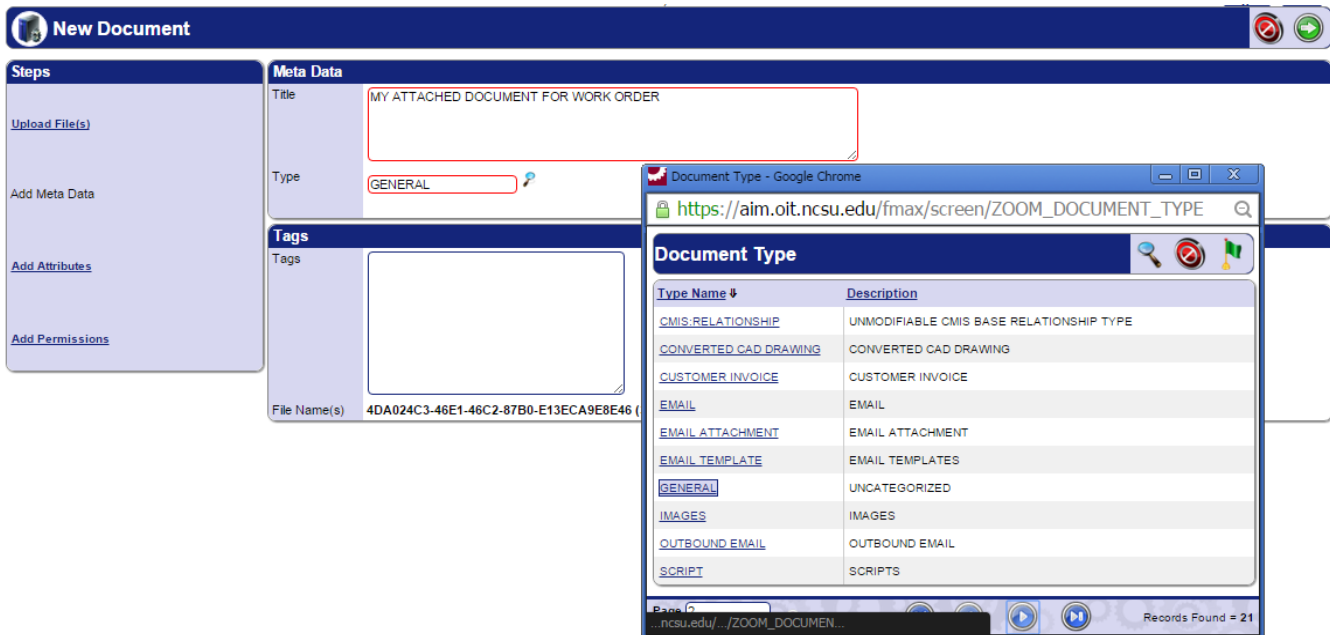 New Document
Steps
Upload File(s)
Add Meta Data
Add Attributes
Add Permissions
Meta Data
Title
MY ATTACHED DOCUMENT FOR WORK ORDER
Type
GENERAL
Tags
Tags
File Name(s)
4DA024C3-46E1-46C2-87B0-E13ECA9E8E46 (
Document Type - Google Chrome
https://aim.oit.ncsu.edu/fmax/screen/ZOOM_DOCUMENT_TYPE
Document Type
Type Name Description
CMIS:RELATIONSHIP UNMODIFIABLE CMIS BASE RELATIONSHIP TYPE
CONVERTED CAD DRAWING CONVERTED CAD DRAWING
CUSTOMER INVOICE CUSTOMER INVOICE
EMAIL EMAIL
EMAIL ATTACHMENT EMAIL ATTACHMENT
EMAIL TEMPLATE EMAIL TEMPLATES
GENERAL UNCATEGORIZED
IMAGES IMAGES
OUTBOUND EMAIL OUTBOUND EMAIL
SCRIPT SCRIPTS
Page 2
Records Found = 21
...ncsu.edu/.../ZOOM_DOCUMEN...